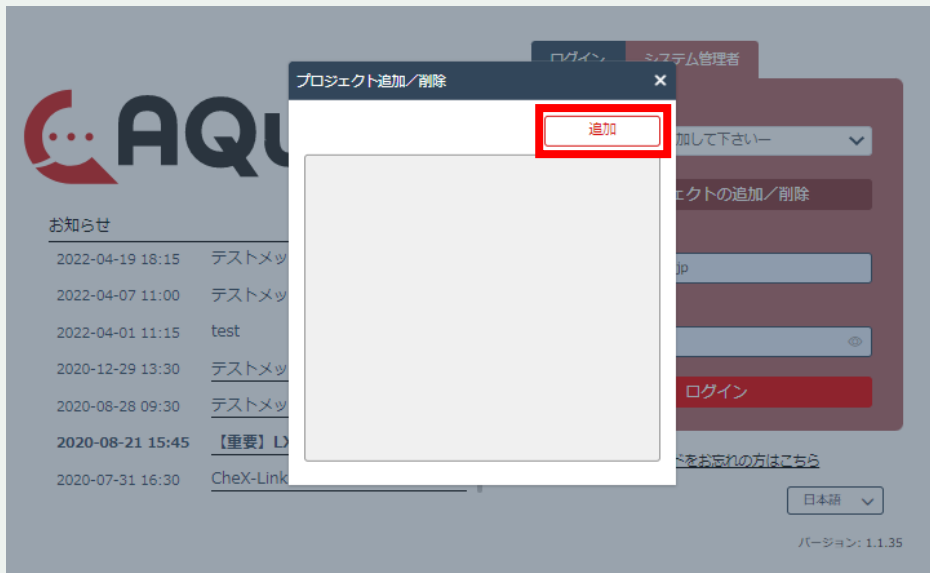 ログイン
システム管理者
プロジェクト追加/削除
×
追加
AQu
加して下さいー
ェクトの追加/削除
お知らせ
2022-04-19 18:15 テストメッ
jp
2022-04-07 11:00 テストメッ
2022-04-01 11:15 test
2020-12-29 13:30 テストメッ
ログイン
2020-08-28 09:30 テストメッ
2020-08-21 15:45 【重要】LX
をお忘れの方はこちら
2020-07-31 16:30 CheX-Link
日本語
バージョン: 1.1.35